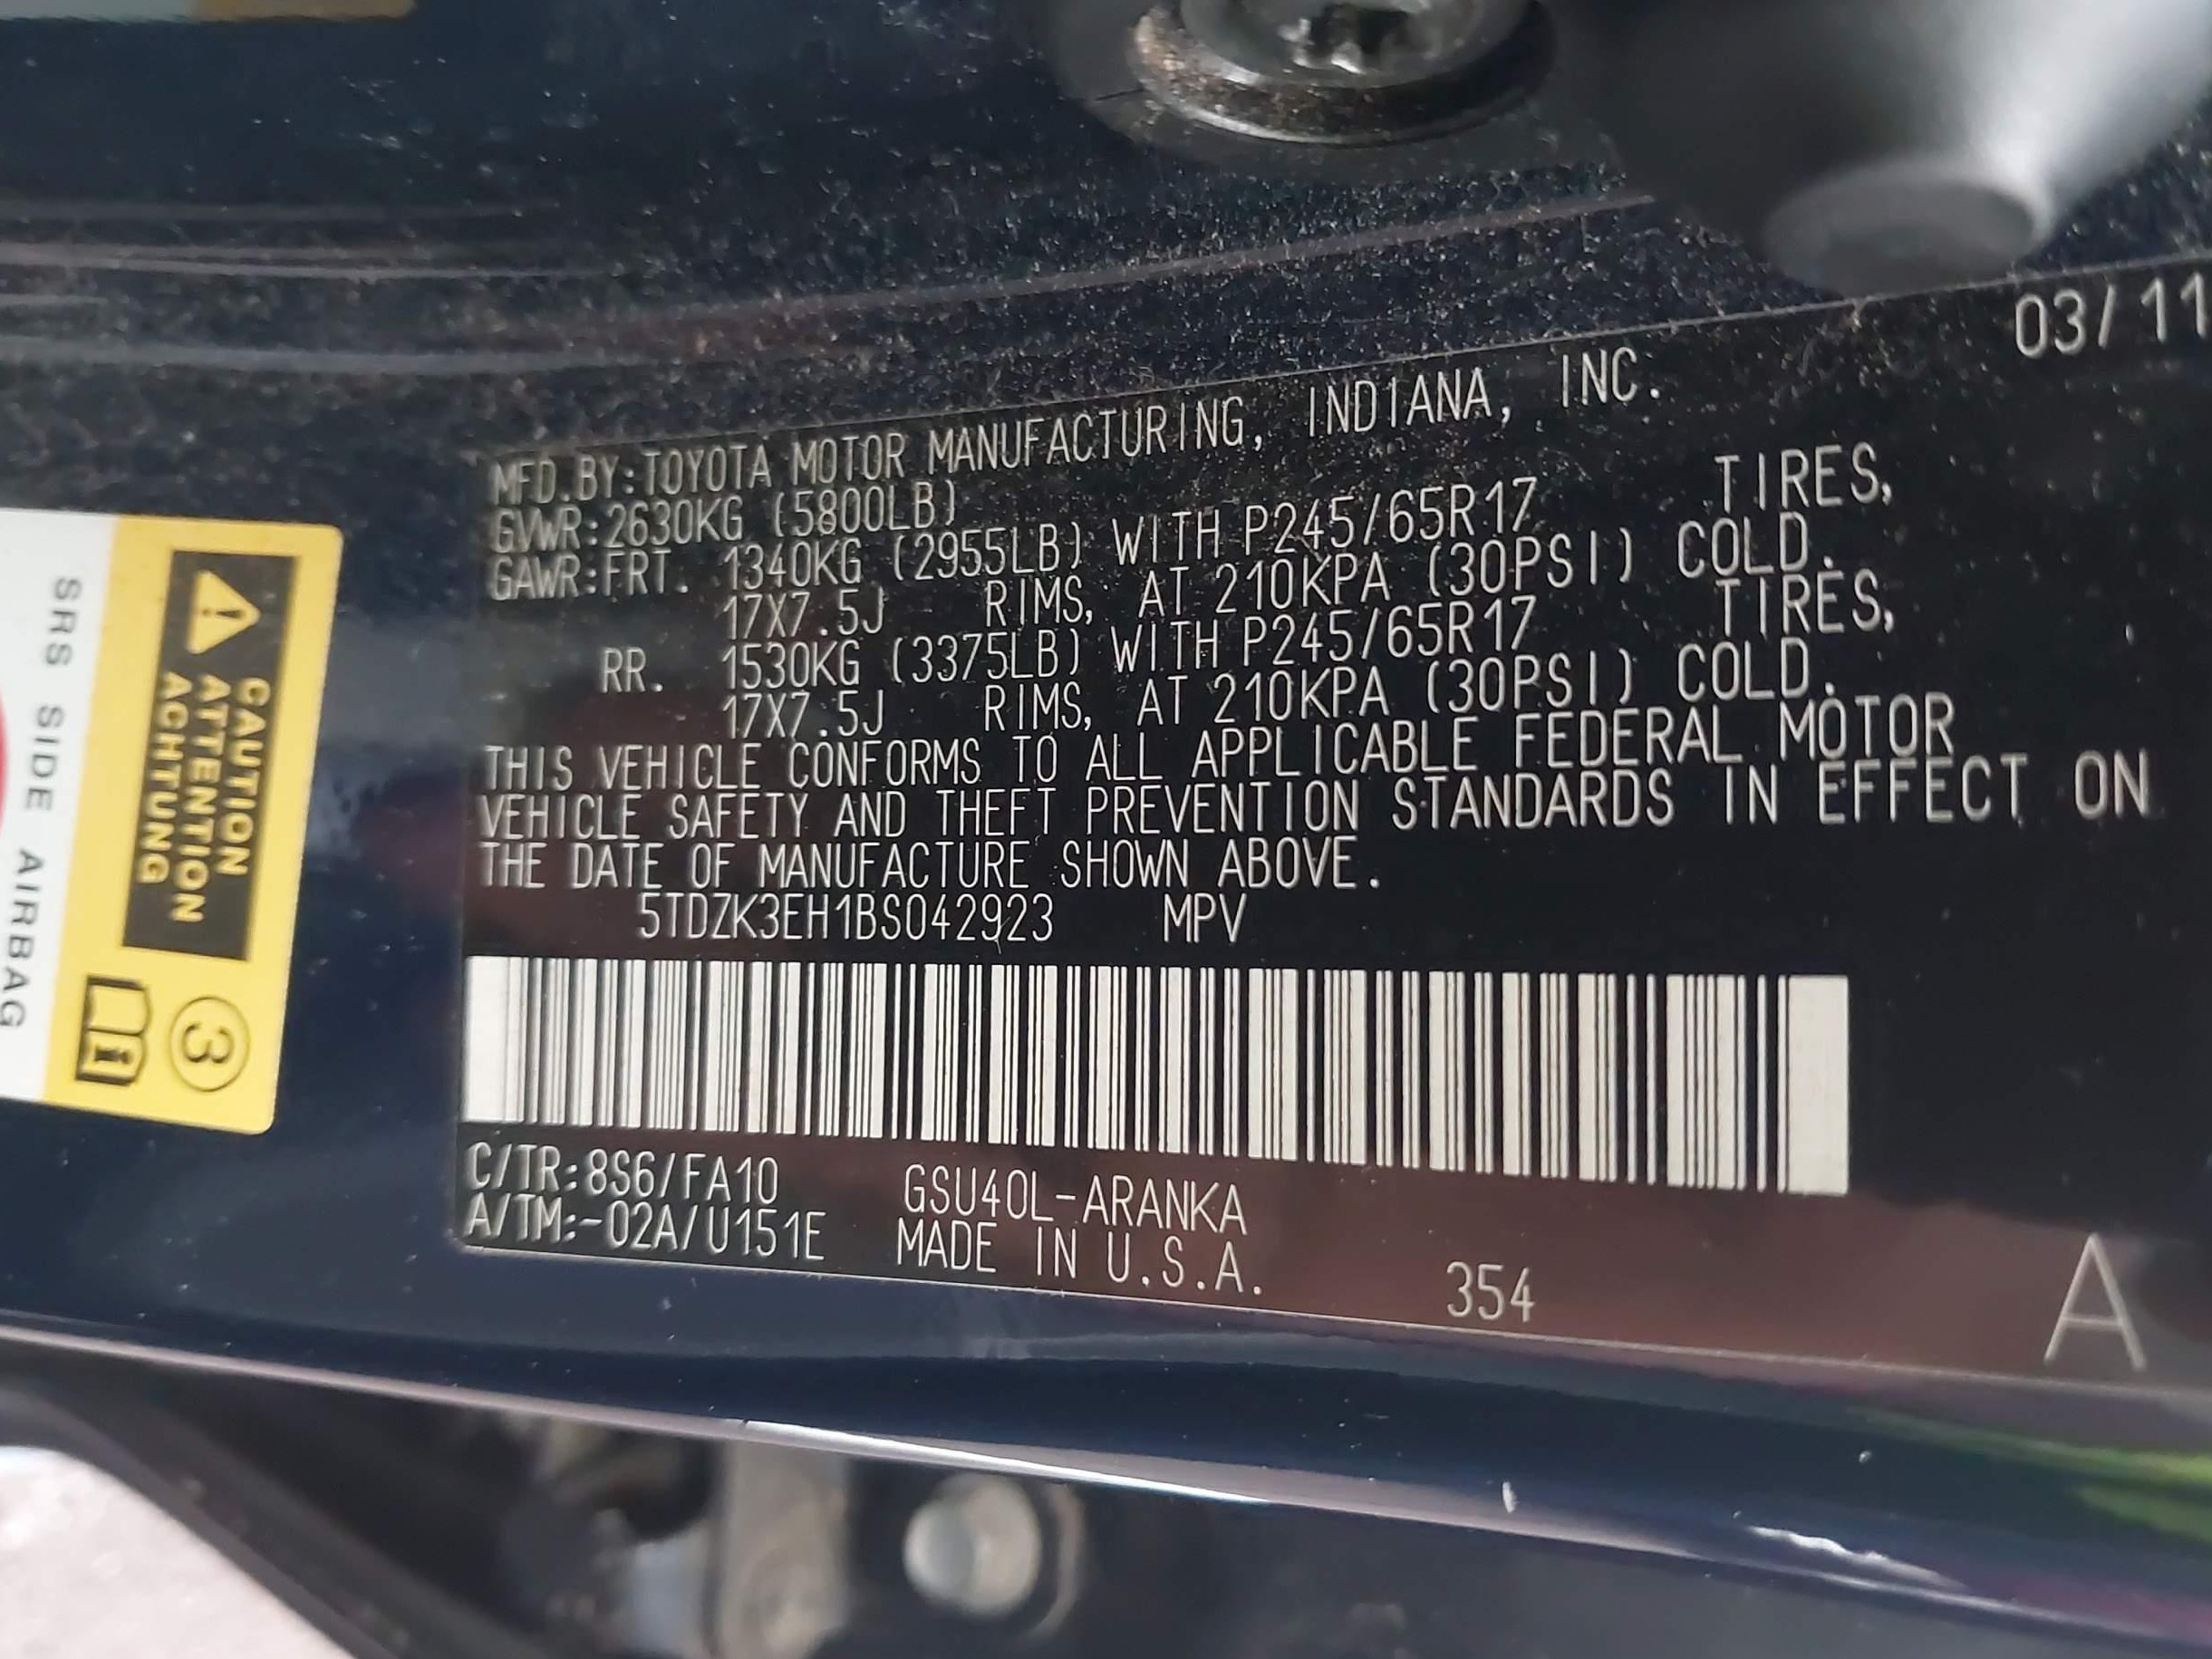 03/11
MFD.BY:TOYOTA MOTOR MANUFACTURING, INDIANA, INC.
GVWR:2630KG (5800LB)
GAWR:FRT. 1340KG (2955LB) WITH P245/65R17 TIRES,
17X7.5J RIMS, AT 210KPA (30PSI) COLD.
RR. 1530KG (3375LB) WITH P245/65R17 TIRES,
17X7.5J RIMS, AT 210KPA (30PSI) COLD.
THIS VEHICLE CONFORMS TO ALL APPLICABLE FEDERAL MOTOR
VEHICLE SAFETY AND THEFT PREVENTION STANDARDS IN EFFECT ON
THE DATE OF MANUFACTURE SHOWN ABOVE.
5TDZK3EH1BS042923 MPV
C/TR:8S6/FA10 GSU40L-ARANKA
A/TM:-02A/U151E MADE IN U.S.A. 354
A
CAUTION
ATTENTION
ACHTUNG
3
SRS SIDE AIRBAG